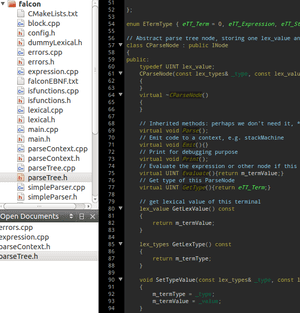 falcon
CMakeLists.txt
block.cpp
config.h
dummyLexical.h
errors.cpp
errors.h
expression.cpp
falconEBNF.txt
isfunctions.cpp
isfunctions.h
lexical.cpp
lexical.h
main.cpp
main.h
parseContext.cpp
parseContext.h
parseTree.cpp
parseTree.h
simpleParser.cpp
simpleParser.h
Open Documents
errors.cpp
expression.cpp
parseTree.h
51
52 };
53
54 enum ETermType { eTT_Term = 0, eTT_Expression, eTT_St
55
56 // Abstract parse tree node, storing one lex_value an
57 class CParseNode : public INode
58 {
59 public:
60 typedef UINT lex_value;
61 CParseNode(const lex_types& _type, const lex_valu
62 {
63 }
64 virtual ~CParseNode()
65 {
66 }
67
68
69 // Inherited methods: perhaps we don't need it, *
70 virtual void Parse();
71 // Emit code to a context, e.g. stackMachine
72 virtual void Emit(){}
73 // Print for debugging purpose
74 virtual void Print();
75 // Evaluate the expression or other node if this
76 virtual UINT Evaluate(){return m_termValue;}
77 // Get type of this ParseNode
78 virtual UINT GetType(){return eTT_Term;}
79
80 // get lexical value of this terminal
81 lex_value GetLexValue() const
82 {
83 return m_termValue;
84 }
85
86 lex_types GetLexType() const
87 {
88 return m_termType;
89 }
90
91 void SetTypeValue(const lex_types& _type, const l
92 {
93 m_termType = _type;
94 m_termValue = _value;